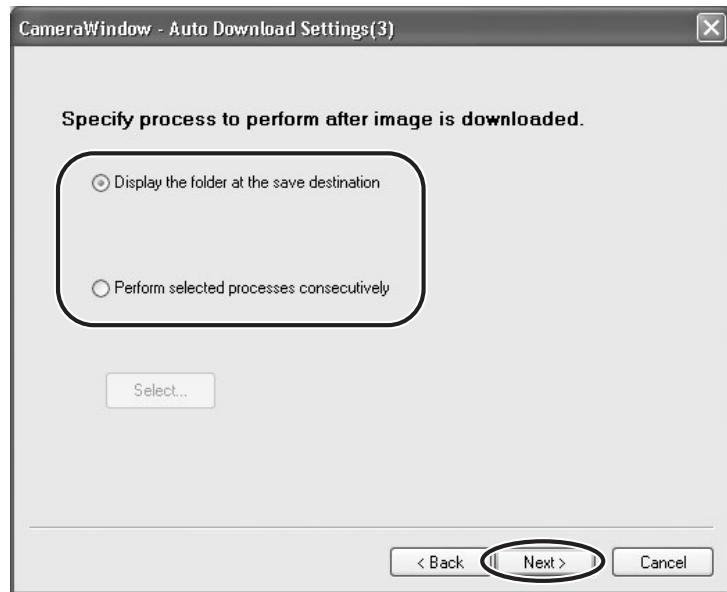 CameraWindow - Auto Download Settings(3)
Specify process to perform after image is downloaded.
Display the folder at the save destination
Perform selected processes consecutively
Select...
< Back Next > Cancel